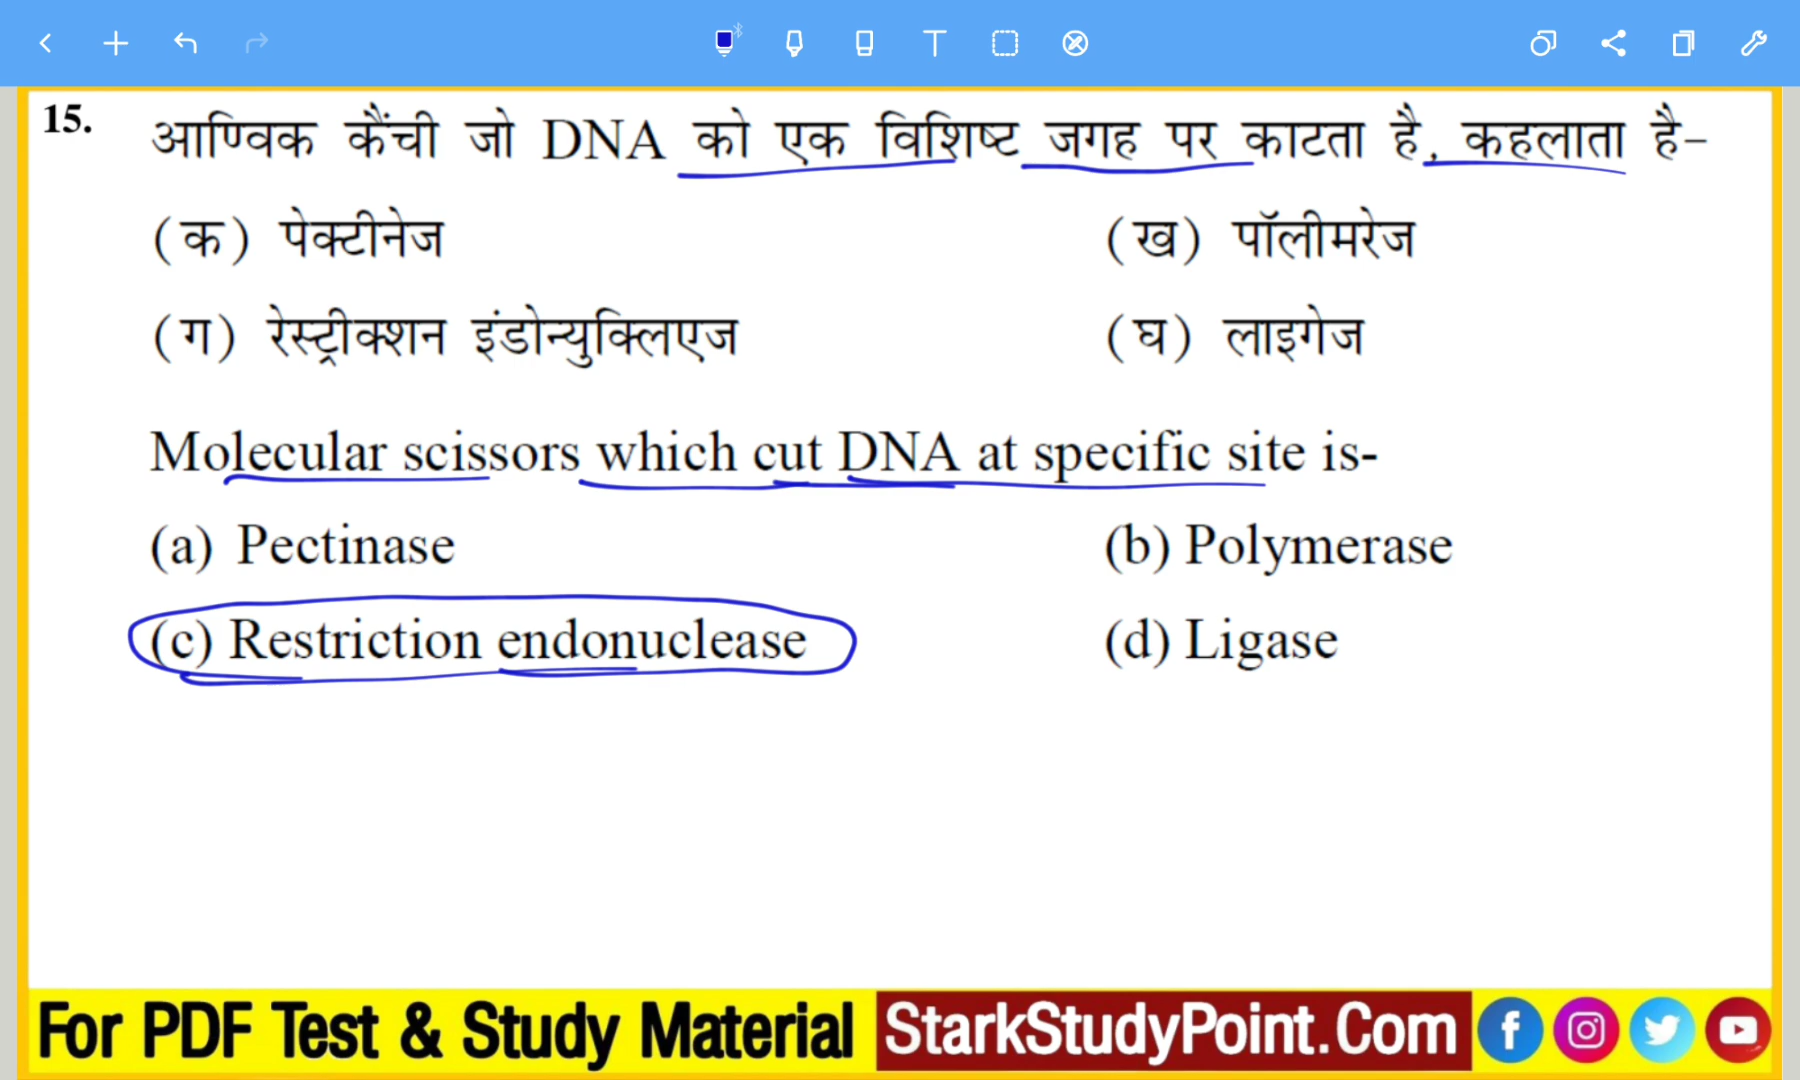 15. आण्विक कैंची जो DNA को एक विशिष्ट जगह पर काटता है, कहलाता है–
(क) पेक्टीनेज (ख) पॉलीमरेज
(ग) रेस्ट्रीक्शन इंडोन्युक्लिएज (घ) लाइगेज
Molecular scissors which cut DNA at specific site is-
(a) Pectinase (b) Polymerase
(c) Restriction endonuclease (d) Ligase
For PDF Test & Study Material StarkStudyPoint.Com